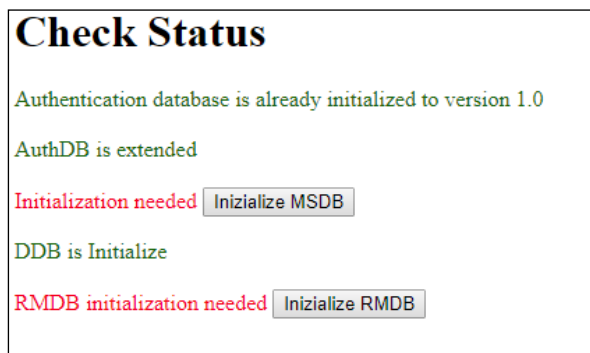 Check Status
Authentication database is already initialized to version 1.0
AuthDB is extended
Initialization needed Inizialize MSDB
DDB is Initialize
RMDB initialization needed Inizialize RMDB